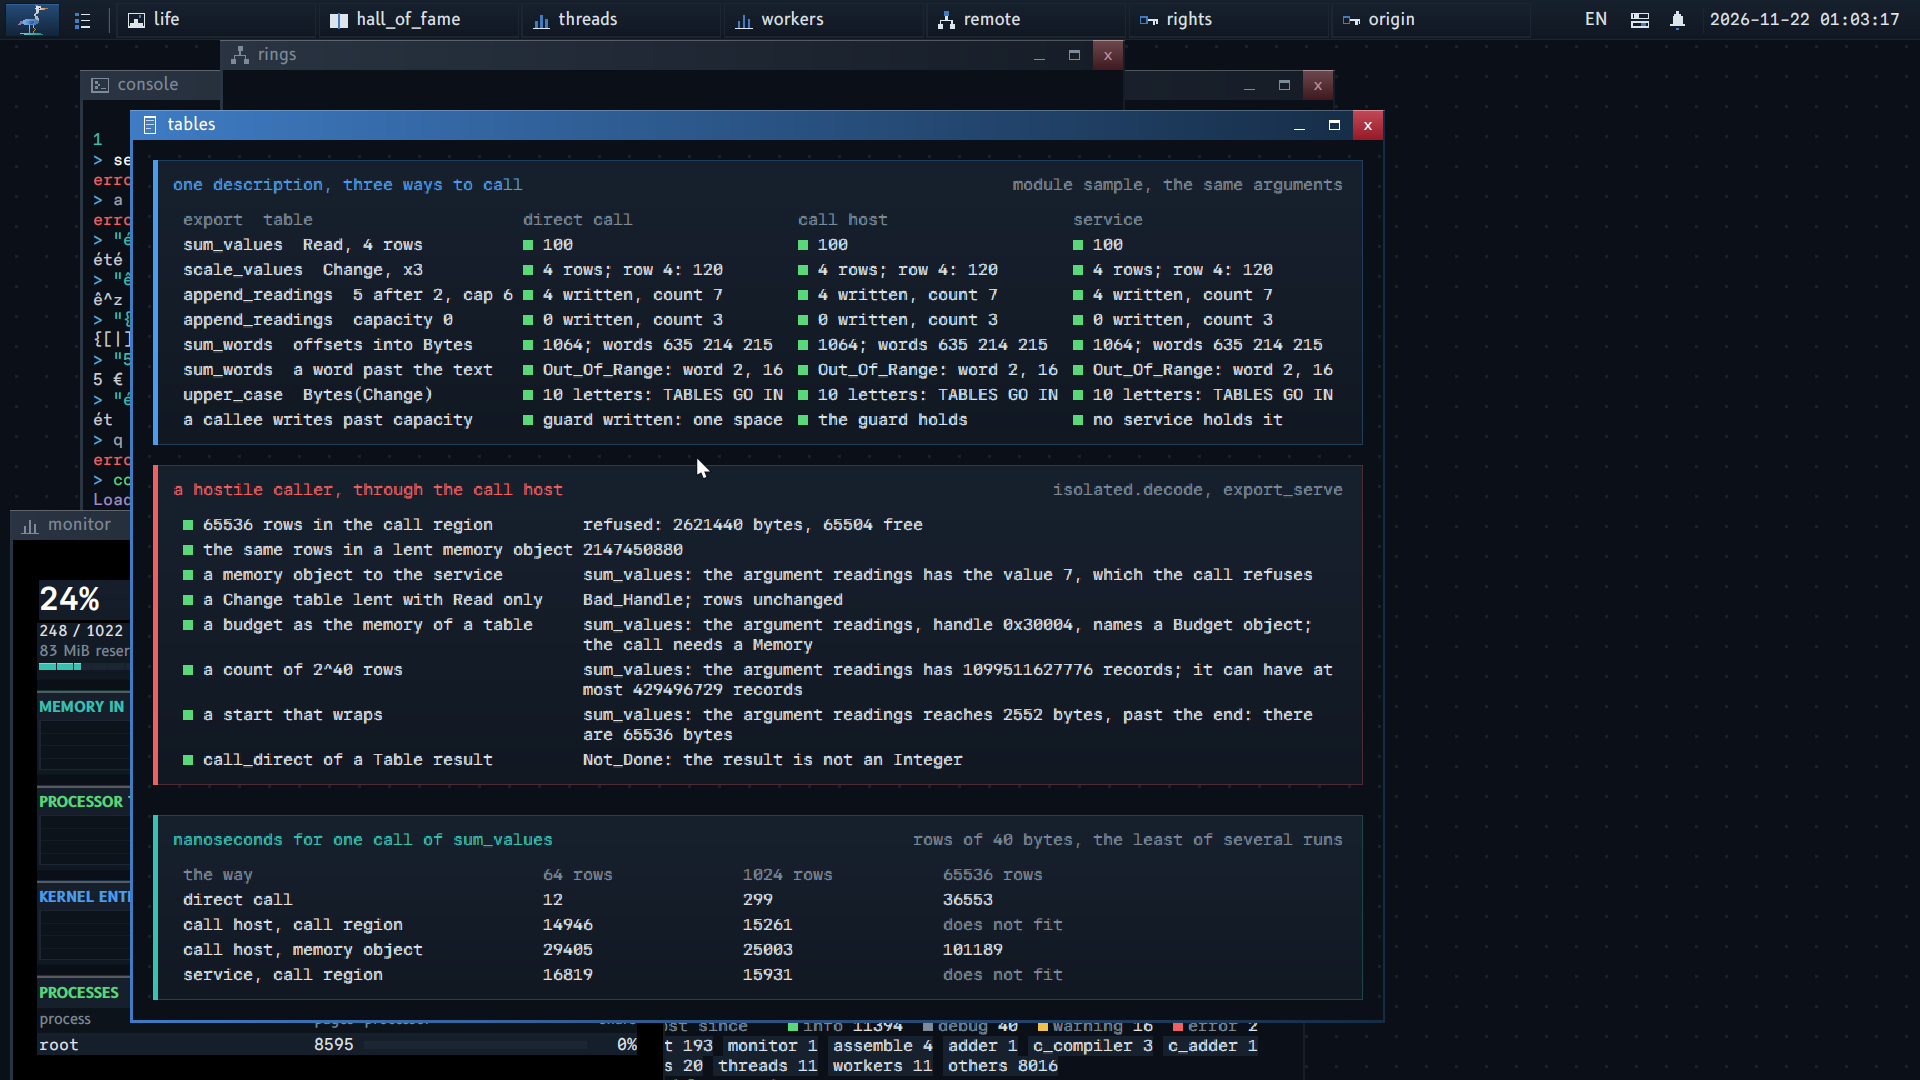 life hall_of_fame threads workers remote rights origin EN 2026-11-22 01:03:17
rings
console
tables
1
> se
erro
> a
erro
> "é
été
> "ê
ê^z
> "{
{[|]
> "5
5 €
> "é
ét
> q
erro
> co
Load
one description, three ways to call module sample, the same arguments
export table direct call call host service
sum_values Read, 4 rows 100 100 100
scale_values Change, x3 4 rows; row 4: 120 4 rows; row 4: 120 4 rows; row 4: 120
append_readings 5 after 2, cap 6 4 written, count 7 4 written, count 7 4 written, count 7
append_readings capacity 0 0 written, count 3 0 written, count 3 0 written, count 3
sum_words offsets into Bytes 1064; words 635 214 215 1064; words 635 214 215 1064; words 635 214 215
sum_words a word past the text Out_Of_Range: word 2, 16 Out_Of_Range: word 2, 16 Out_Of_Range: word 2, 16
upper_case Bytes(Change) 10 letters: TABLES GO IN 10 letters: TABLES GO IN 10 letters: TABLES GO IN
a callee writes past capacity guard written: one space the guard holds no service holds it
a hostile caller, through the call host isolated.decode, export_serve
65536 rows in the call region refused: 2621440 bytes, 65504 free
the same rows in a lent memory object 2147450880
a memory object to the service sum_values: the argument readings has the value 7, which the call refuses
a Change table lent with Read only Bad_Handle; rows unchanged
a budget as the memory of a table sum_values: the argument readings, handle 0x30004, names a Budget object;
the call needs a Memory
a count of 2^40 rows sum_values: the argument readings has 1099511627776 records; it can have at
most 429496729 records
a start that wraps sum_values: the argument readings reaches 2552 bytes, past the end: there
are 65536 bytes
call_direct of a Table result Not_Done: the result is not an Integer
nanoseconds for one call of sum_values rows of 40 bytes, the least of several runs
the way 64 rows 1024 rows 65536 rows
direct call 12 299 36553
call host, call region 14946 15261 does not fit
call host, memory object 29405 25003 101189
service, call region 16819 15931 does not fit
monitor
24%
248 / 1022
83 MiB reser
MEMORY IN
PROCESSOR
KERNEL ENT
PROCESSES
process
root 8595 0%
since info 11394 debug 40 warning 16 error 2
t 193 monitor 1 assemble 4 adder 1 c_compiler 3 c_adder 1
s 20 threads 11 workers 11 others 8016